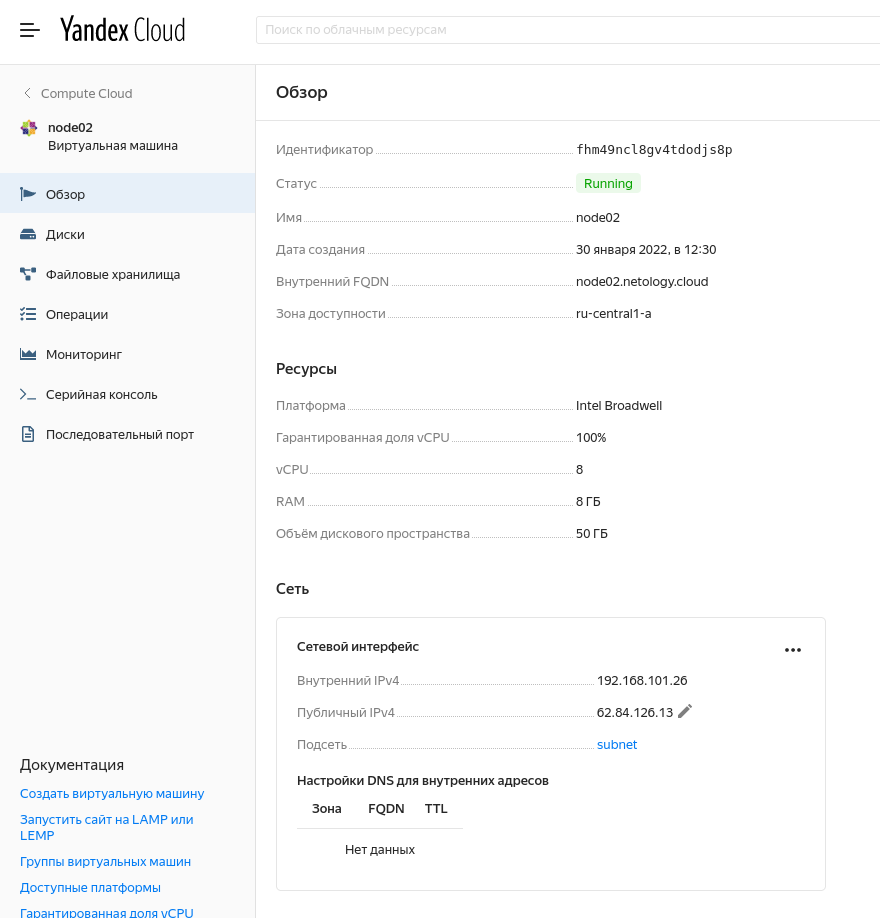 Yandex Cloud
Поиск по облачным ресурсам
Compute Cloud
node02
Виртуальная машина
Обзор
Диски
Файловые хранилища
Операции
Мониторинг
Серийная консоль
Последовательный порт
Документация
Создать виртуальную машину
Запустить сайт на LAMP или
LEMP
Группы виртуальных машин
Доступные платформы
Гарантированная доля vCPU
Обзор
Идентификатор fhm49ncl8gv4tdodjs8p
Статус Running
Имя node02
Дата создания 30 января 2022, в 12:30
Внутренний FQDN node02.netology.cloud
Зона доступности ru-central1-a
Ресурсы
Платформа Intel Broadwell
Гарантированная доля vCPU 100%
vCPU 8
RAM 8 ГБ
Объём дискового пространства 50 ГБ
Сеть
Сетевой интерфейс
Внутренний IPv4 192.168.101.26
Публичный IPv4 62.84.126.13
Подсеть subnet
Настройки DNS для внутренних адресов
Зона FQDN TTL
Нет данных